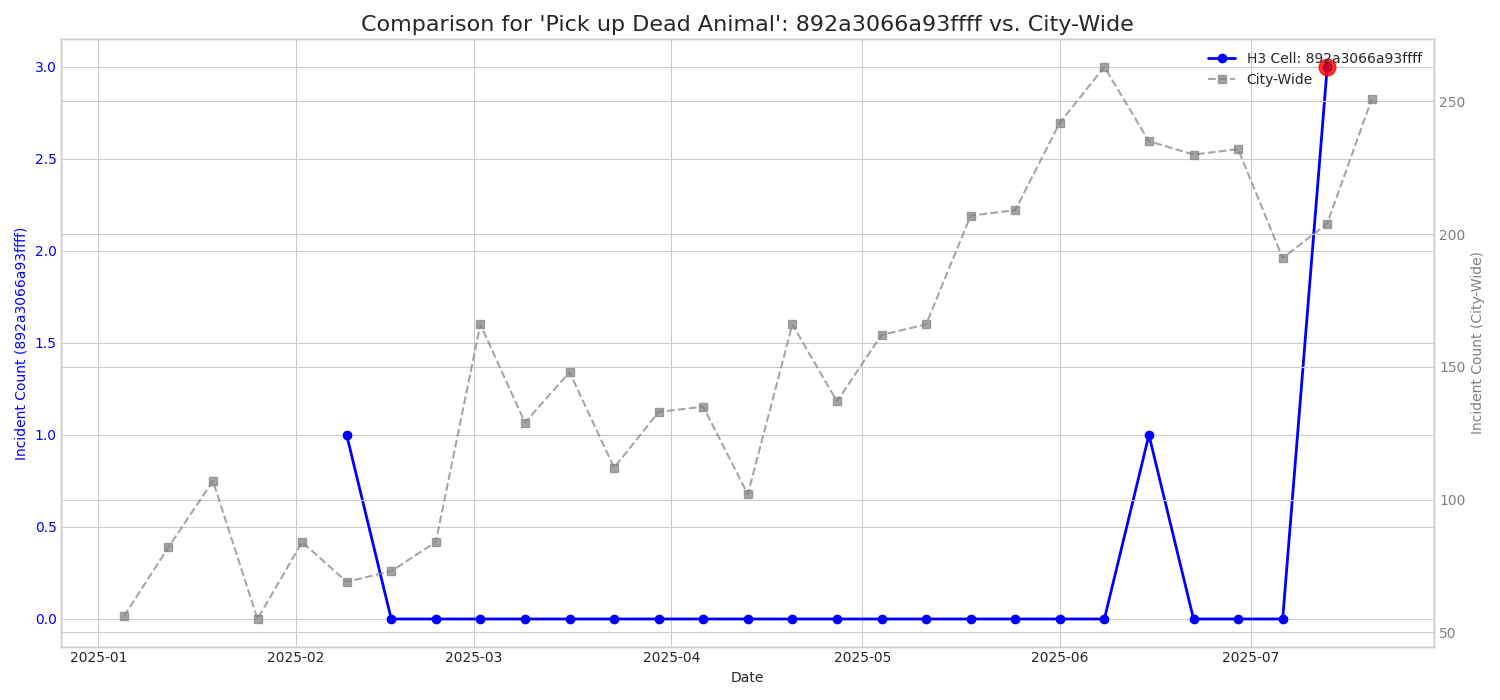 Comparison for 'Pick up Dead Animal': 892a3066a93ffff vs. City-Wide
H3 Cell: 892a3066a93ffff
City-Wide
Incident Count (892a3066a93ffff)
3.0
2.5
2.0
1.5
1.0
0.5
0.0
250
200
150
100
50
Incident Count (City-Wide)
2025-01 2025-02 2025-03 2025-04 2025-05 2025-06 2025-07
Date